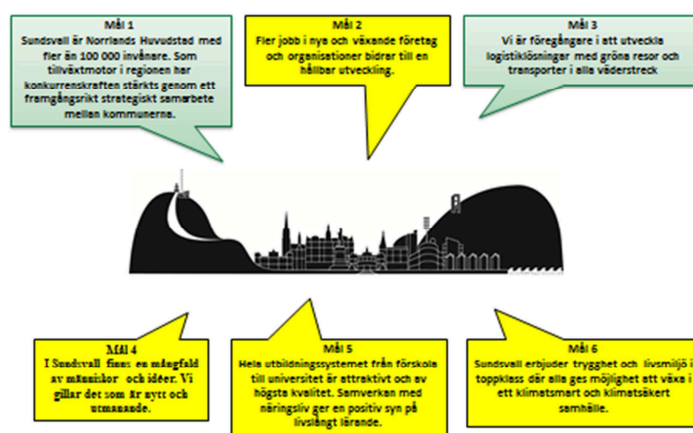 Mål 1
Sundsvall är Norrlands Huvudstad med
fler än 100 000 invånare. Som
tillväxtmotor i regionen har
konkurrenskraften stärkts genom ett
framgångsrikt strategiskt samarbete
mellan kommunerna.
Mål 2
Fler jobb i nya och växande företag
och organisationer bidrar till en
hållbar utveckling.
Mål 3
Vi är föregångare i att utveckla
logistiklösningar med gröna resor och
transporter i alla väderstreck
Mål 4
I Sundsvall finns en mångfald
av människor och idéer. Vi
gillar det som är nytt och
utmanande.
Mål 5
Hela utbildningssystemet från förskola
till universitet är attraktivt och av
högsta kvalitet. Samverkan med
näringsliv ger en positiv syn på
livslångt lärande.
Mål 6
Sundsvall erbjuder trygghet och livsmiljö i
toppklass där alla ges möjlighet att växa i
ett klimatsmart och klimatsäkert
samhälle.